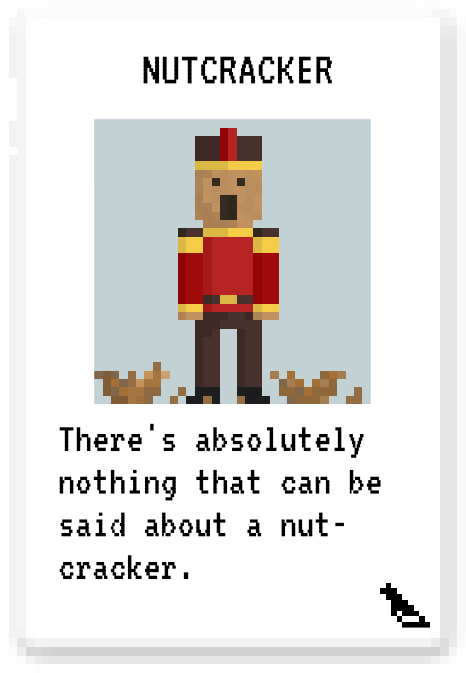 NUTCRACKER
There's absolutely
nothing that can be
said about a nut-
cracker.